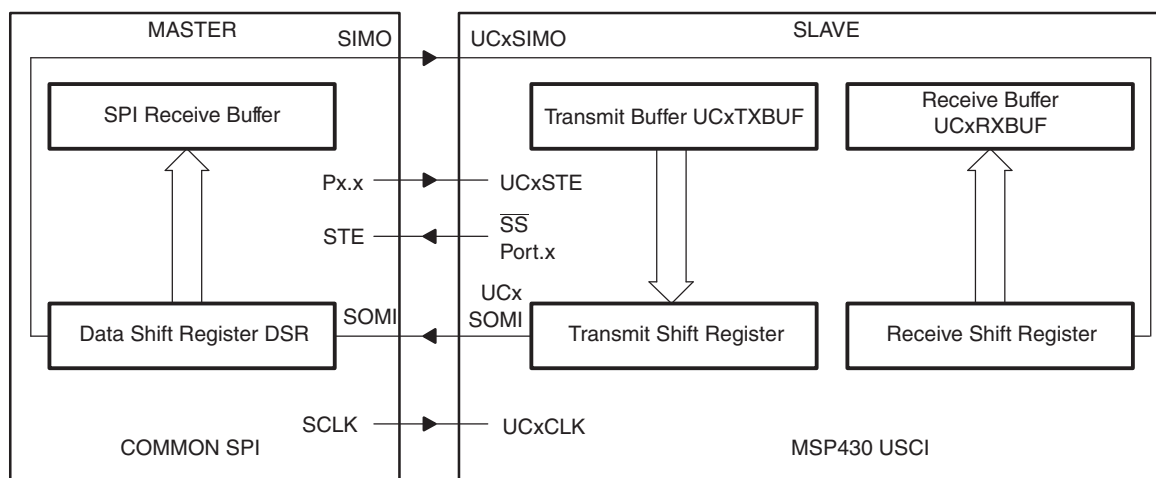 MASTER
SLAVE
SIMO
UCxSIMO
SPI Receive Buffer
Transmit Buffer UCxTXBUF
Receive Buffer
UCxRXBUF
Px.x
UCxSTE
STE
S̅S̅
Port.x
SOMI
UCx
SOMI
Data Shift Register DSR
Transmit Shift Register
Receive Shift Register
SCLK
UCxCLK
COMMON SPI
MSP430 USCI